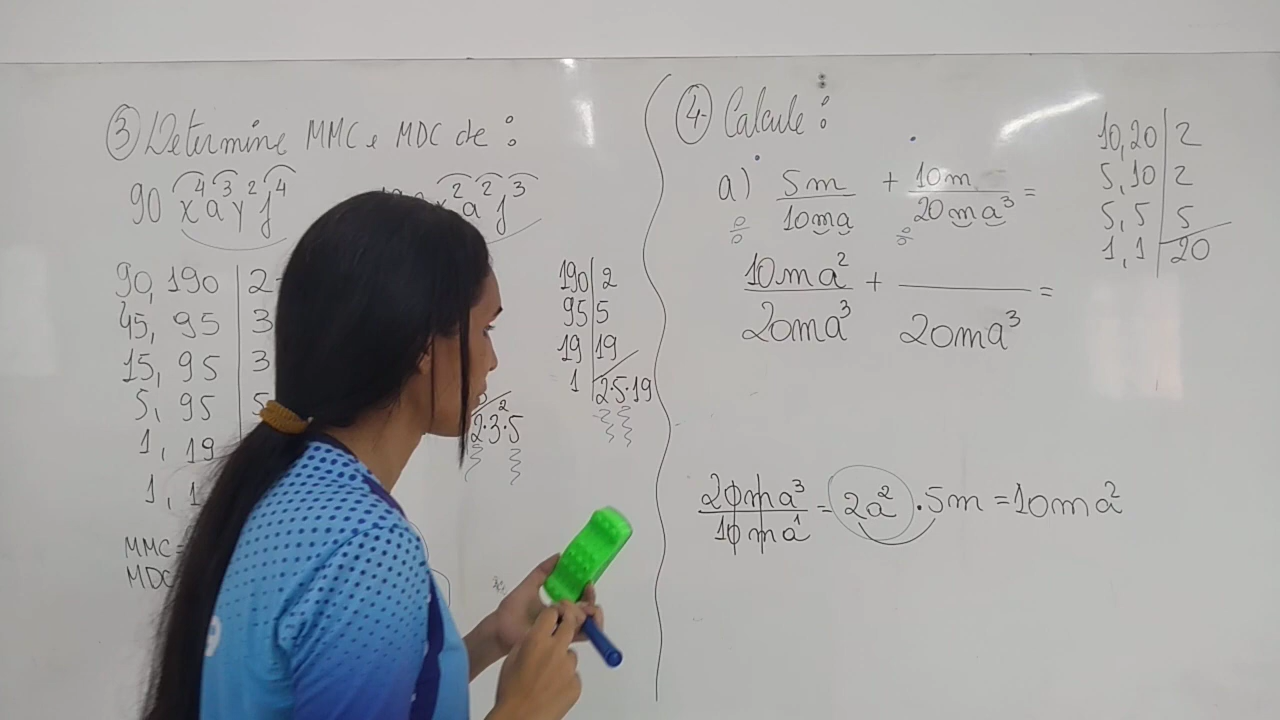 ③ Determine MMC e MDC de :
90 x⁴a³y²j⁴ x²a²j³
90, 190 | 2
45, 95 | 3
15, 95 | 3
5, 95 | 5
1, 19
1, 1
2·3²·5
190 | 2
95 | 5
19 | 19
1 | 2·5·19
MMC=
MDC
④ Calcule :
a) 5m/10ma + 10m/20ma³ =
10ma²/20ma³ + /20ma³ =
20ma³/10ma¹ = 2a² · 5m = 10ma²
10, 20 | 2
5, 10 | 2
5, 5 | 5
1, 1 | 20